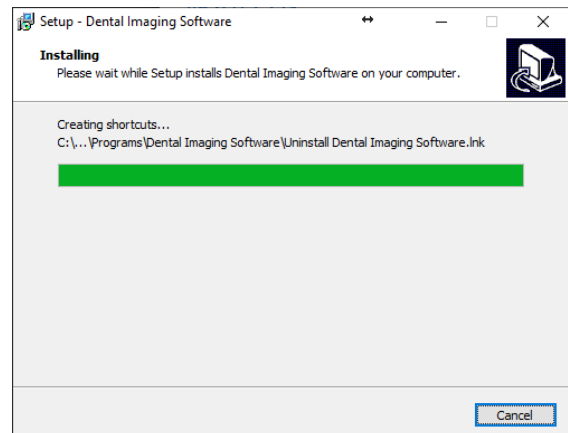 Setup - Dental Imaging Software
Installing
Please wait while Setup installs Dental Imaging Software on your computer.
Creating shortcuts...
C:\...\Programs\Dental Imaging Software\Uninstall Dental Imaging Software.lnk
Cancel